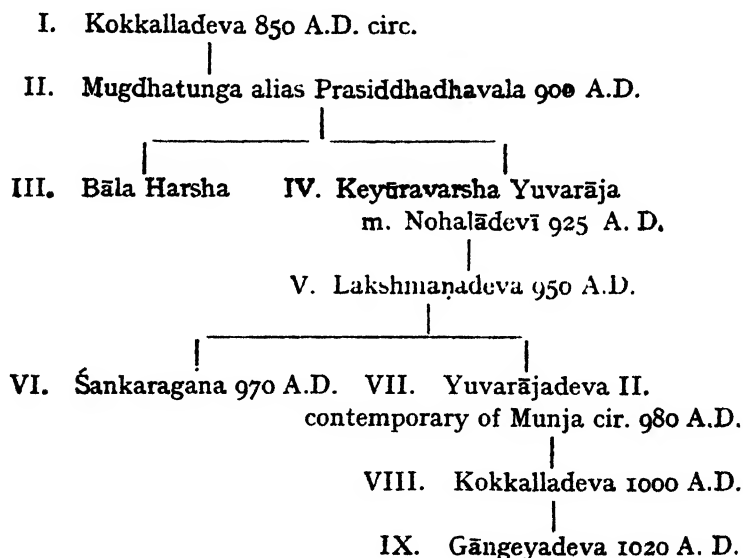 I. Kokkalladeva 850 A.D. circ.
II. Mugdhatunga alias Prasiddhadhavala 900 A.D.
III. Bāla Harsha IV. Keyūravarsha Yuvarāja
m. Nohalādevī 925 A. D.
V. Lakshmaṇadeva 950 A.D.
VI. Śankaragana 970 A.D. VII. Yuvarājadeva II.
contemporary of Munja cir. 980 A.D.
VIII. Kokkalladeva 1000 A.D.
IX. Gāngeyadeva 1020 A. D.